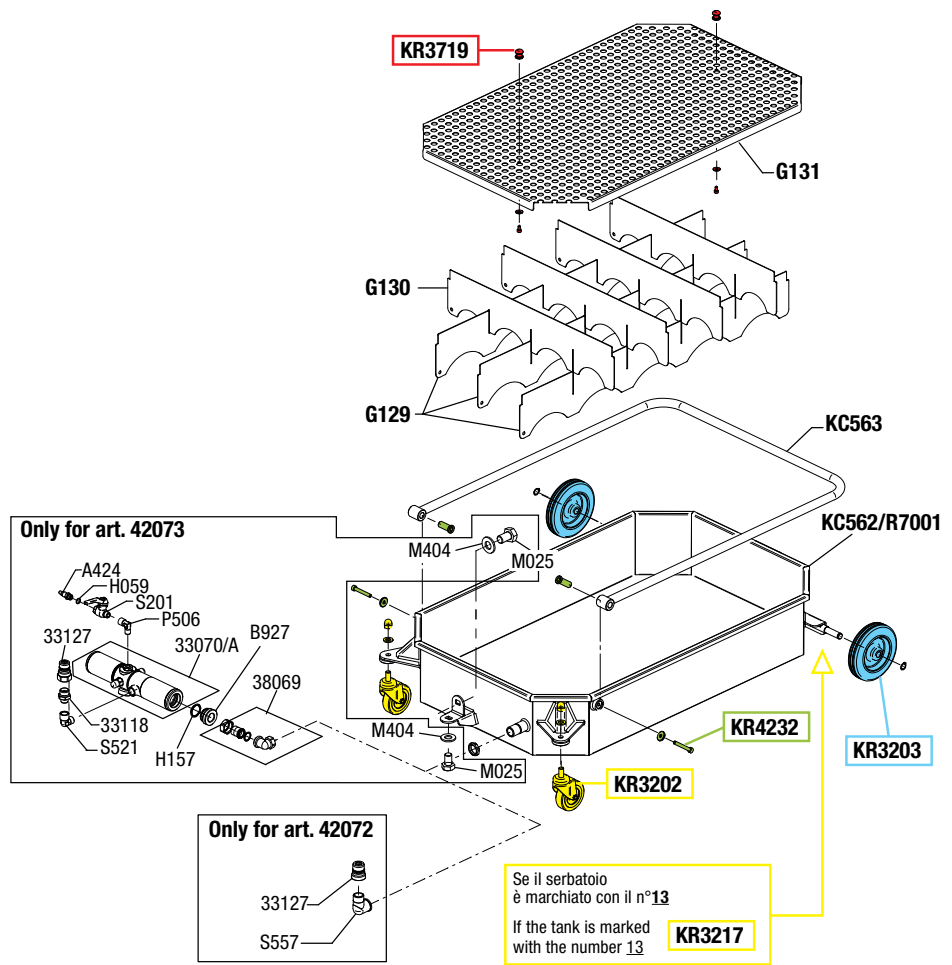 KR3719
G131
G130
G129
KC563
KC562/R7001
Only for art. 42073
M404
M025
A424
H059
S201
P506
33127
33070/A
B927
38069
33118
S521
H157
M404
M025
KR4232
KR3203
KR3202
Only for art. 42072
33127
S557
Se il serbatoio
è marchiato con il n°13
If the tank is marked
with the number 13
KR3217